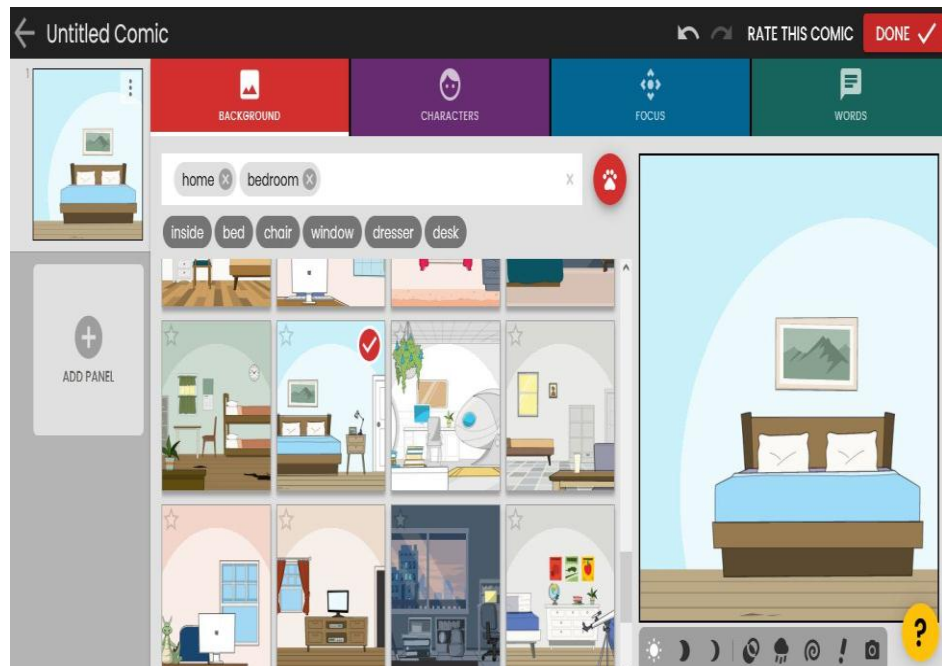 Untitled Comic
RATE THIS COMIC
DONE
1
BACKGROUND
CHARACTERS
FOCUS
WORDS
home
bedroom
inside
bed
chair
window
dresser
desk
ADD PANEL
?